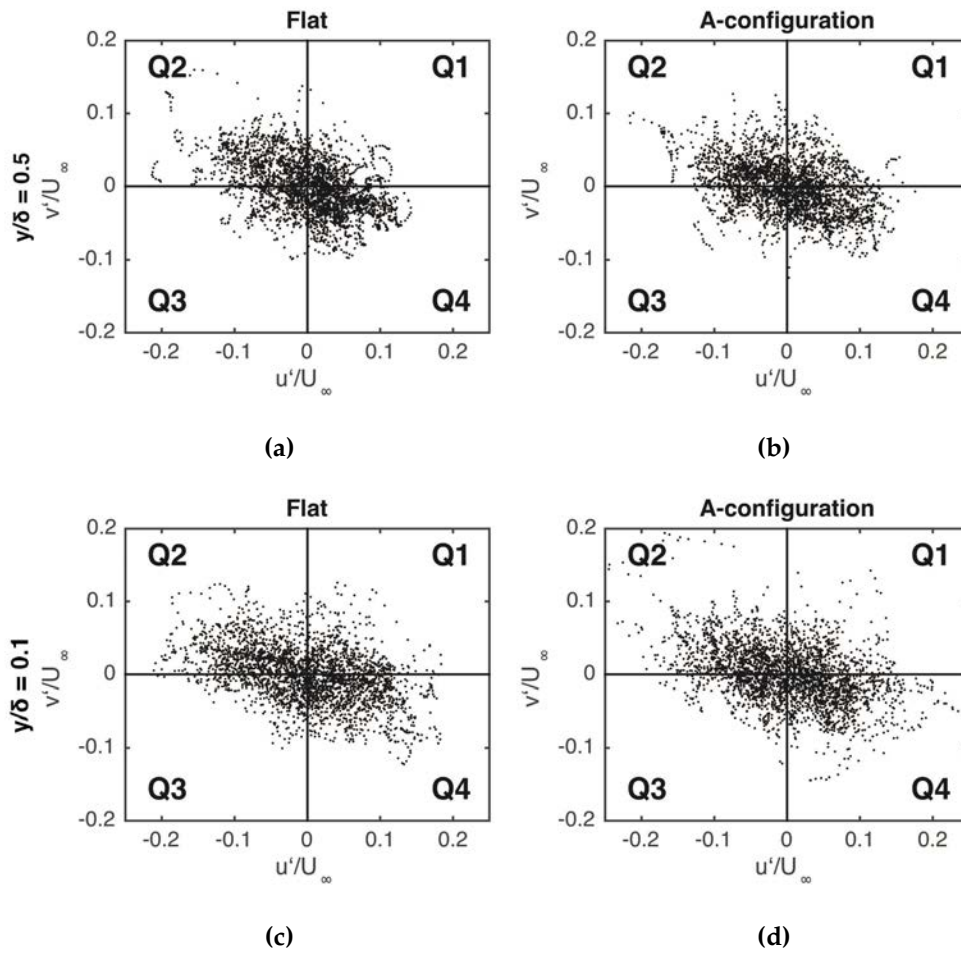 Flat
A-configuration
0.2
Q2
Q1
0.1
y/δ = 0.5
v'/U∞
0
-0.1
Q3
Q4
-0.2
-0.2 -0.1 0 0.1 0.2
u'/U∞
(a)
0.2
Q2
Q1
0.1
v'/U∞
0
-0.1
Q3
Q4
-0.2
-0.2 -0.1 0 0.1 0.2
u'/U∞
(b)
Flat
A-configuration
0.2
Q2
Q1
0.1
y/δ = 0.1
v'/U∞
0
-0.1
Q3
Q4
-0.2
-0.2 -0.1 0 0.1 0.2
u'/U∞
(c)
0.2
Q2
Q1
0.1
v'/U∞
0
-0.1
Q3
Q4
-0.2
-0.2 -0.1 0 0.1 0.2
u'/U∞
(d)